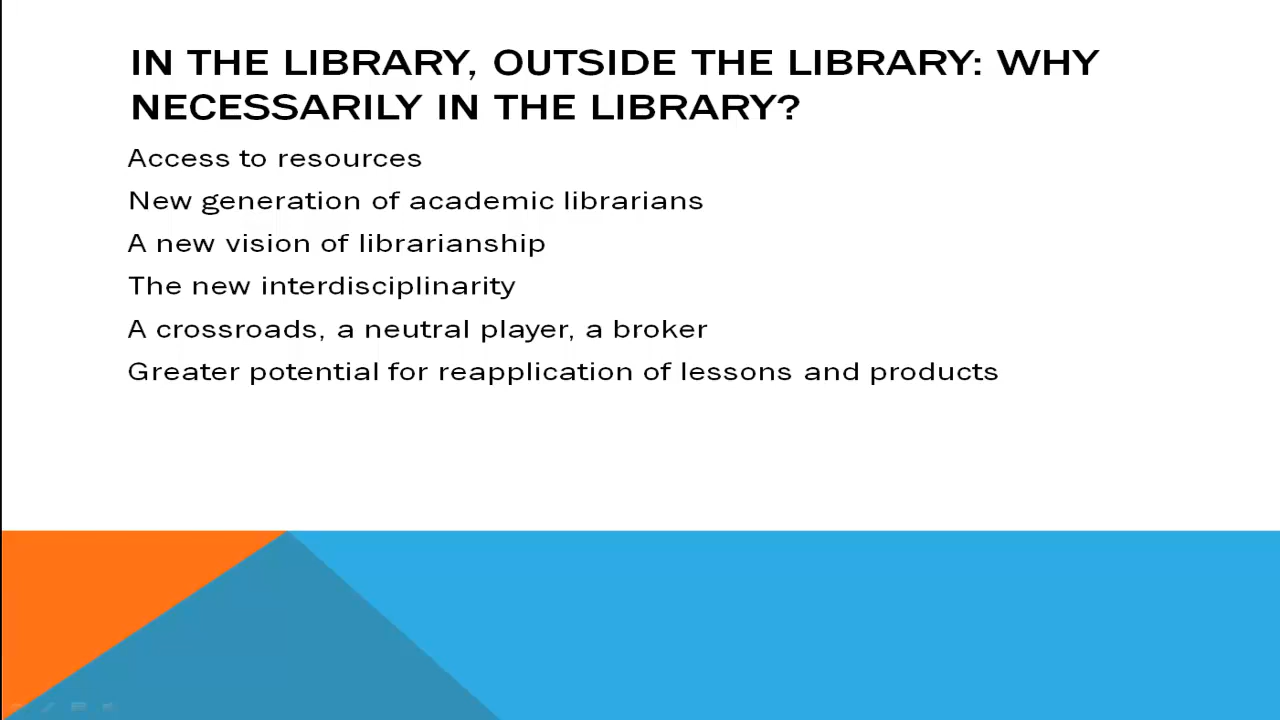 IN THE LIBRARY, OUTSIDE THE LIBRARY: WHY
NECESSARILY IN THE LIBRARY?
Access to resources
New generation of academic librarians
A new vision of librarianship
The new interdisciplinarity
A crossroads, a neutral player, a broker
Greater potential for reapplication of lessons and products